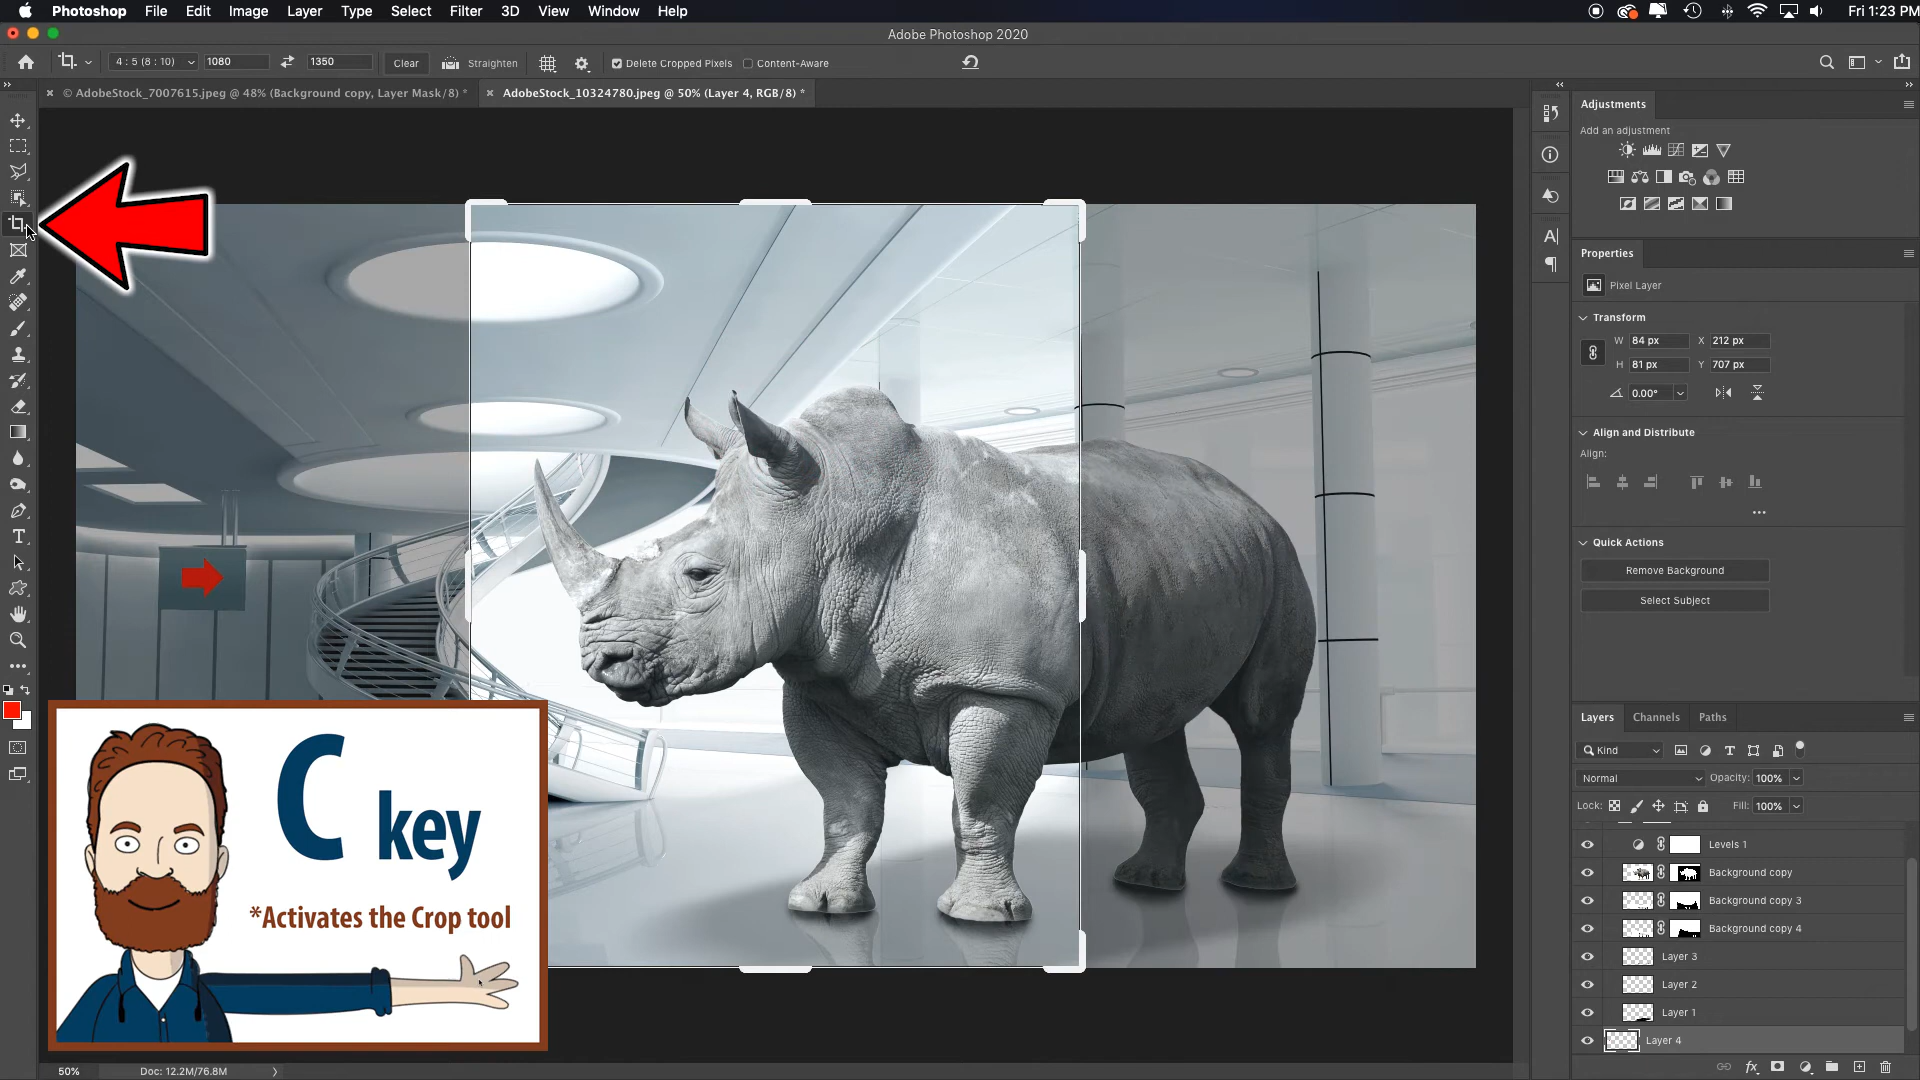 Photoshop File Edit Image Layer Type Select Filter 3D View Window Help Fri 1:23 PM
Adobe Photoshop 2020
4 : 5 (8 : 10) 1080 1350 Clear Straighten Delete Cropped Pixels Content-Aware
© AdobeStock_7007615.jpeg @ 48% (Background copy, Layer Mask/8) * AdobeStock_10324780.jpeg @ 50% (Layer 4, RGB/8) *
Adjustments
Add an adjustment
Properties
Pixel Layer
Transform
W 84 px X 212 px
H 81 px Y 707 px
0.00°
Align and Distribute
Align:
Quick Actions
Remove Background
Select Subject
Layers Channels Paths
Kind
Normal Opacity: 100%
Lock: Fill: 100%
Levels 1
Background copy
Background copy 3
Background copy 4
Layer 3
Layer 2
Layer 1
Layer 4
C key
*Activates the Crop tool
50% Doc: 12.2M/76.8M